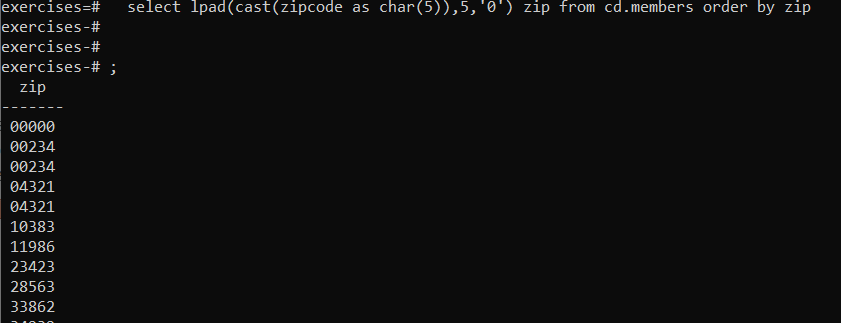 exercises=#   select lpad(cast(zipcode as char(5)),5,'0') zip from cd.members order by zip
exercises-#
exercises-#
exercises-# ;
  zip
-------
 00000
 00234
 00234
 04321
 04321
 10383
 11986
 23423
 28563
 33862